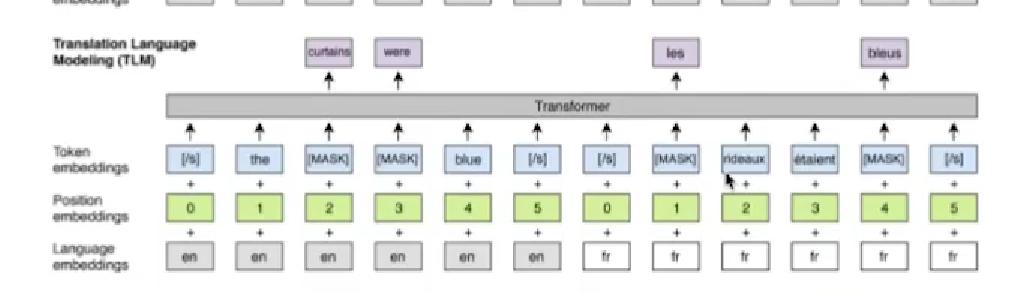 embeddings
Translation Language
Modeling (TLM)
curtains were les bleus
Transformer
Token
embeddings
[/s] the [MASK] [MASK] blue [/s] [/s] [MASK] rideaux étaient [MASK] [/s]
+ + + + + + + + + + + +
Position
embeddings
0 1 2 3 4 5 0 1 2 3 4 5
+ + + + + + + + + + + +
Language
embeddings
en en en en en en fr fr fr fr fr fr